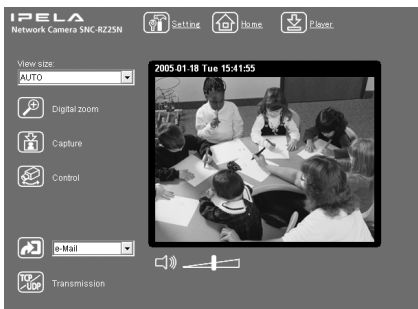 IPELA
Network Camera SNC-RZ25N
Setting
Home
Player
View size:
AUTO
2005-01-18 Tue 15:41:55
Digital zoom
Capture
Control
e-Mail
TCP/UDP
Transmission